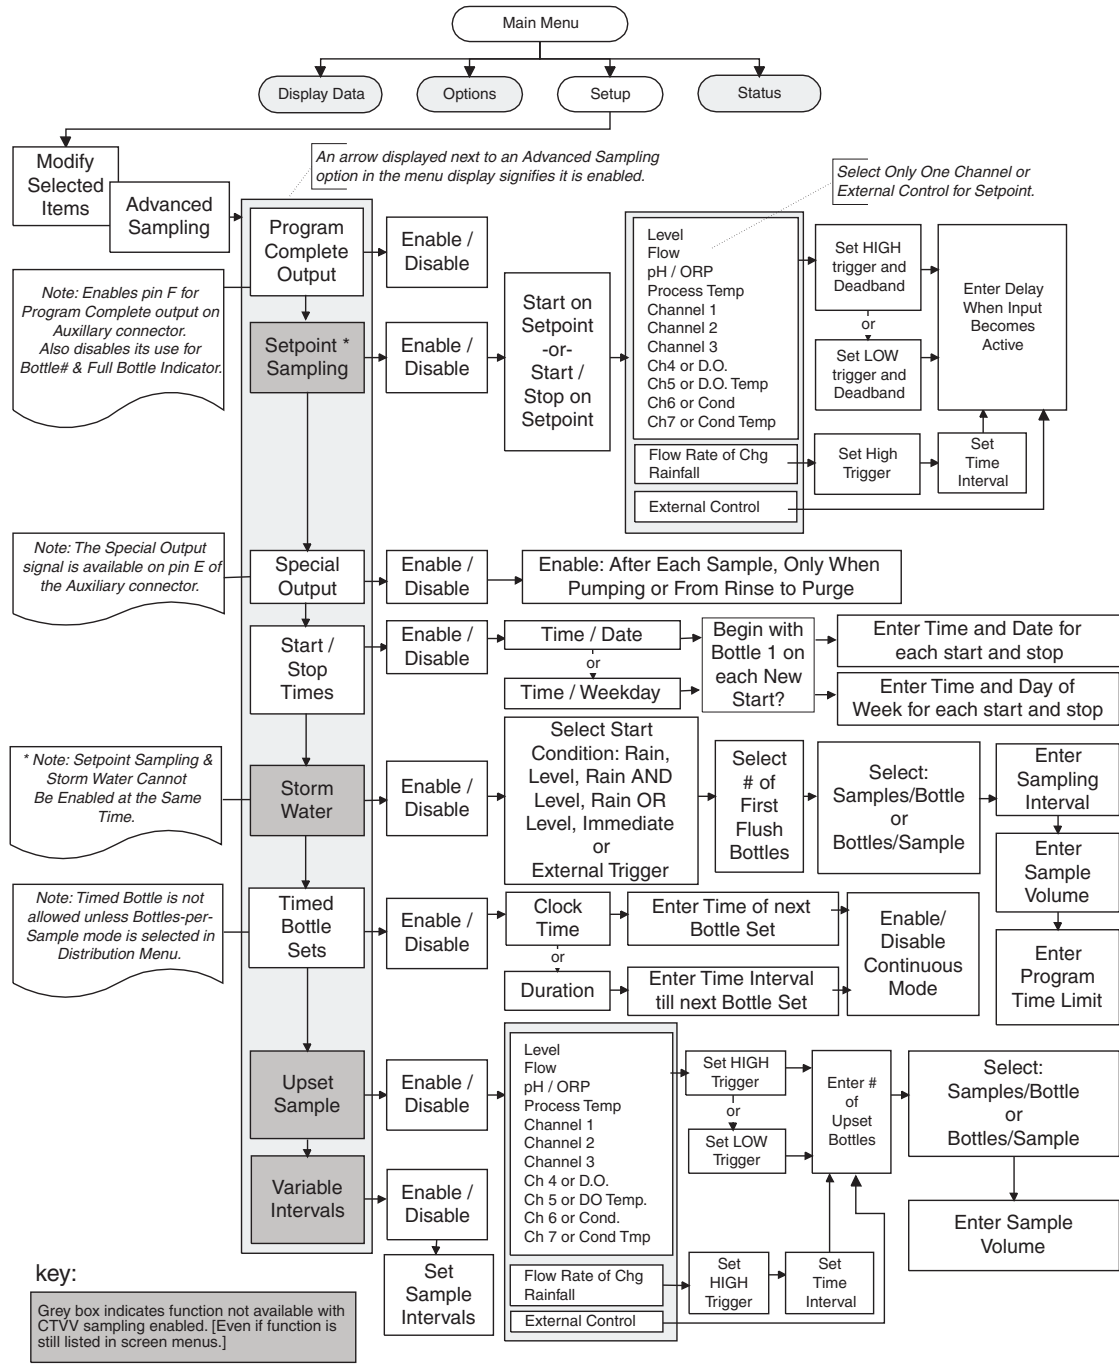 Main Menu
Display Data
Options
Setup
Status
Modify
Selected
Items
Advanced
Sampling
An arrow displayed next to an Advanced Sampling
option in the menu display signifies it is enabled.
Select Only One Channel or
External Control for Setpoint.
Program
Complete
Output
Enable /
Disable
Note: Enables pin F for
Program Complete output on
Auxillary connector.
Also disables its use for
Bottle# & Full Bottle Indicator.
Setpoint *
Sampling
Enable /
Disable
Start on
Setpoint
-or-
Start /
Stop on
Setpoint
Level
Flow
pH / ORP
Process Temp
Channel 1
Channel 2
Channel 3
Ch4 or D.O.
Ch5 or D.O. Temp
Ch6 or Cond
Ch7 or Cond Temp
Flow Rate of Chg
Rainfall
External Control
Set HIGH
trigger and
Deadband
or
Set LOW
trigger and
Deadband
Set High
Trigger
Set
Time
Interval
Enter Delay
When Input
Becomes
Active
Note: The Special Output
signal is available on pin E of
the Auxiliary connector.
Special
Output
Enable /
Disable
Enable: After Each Sample, Only When
Pumping or From Rinse to Purge
Start /
Stop
Times
Enable /
Disable
Time / Date
or
Time / Weekday
Begin with
Bottle 1 on
each New
Start?
Enter Time and Date for
each start and stop
Enter Time and Day of
Week for each start and stop
* Note: Setpoint Sampling &
Storm Water Cannot
Be Enabled at the Same
Time.
Storm
Water
Enable /
Disable
Select Start
Condition: Rain,
Level, Rain AND
Level, Rain OR
Level, Immediate
or
External Trigger
Select
# of
First
Flush
Bottles
Select:
Samples/Bottle
or
Bottles/Sample
Enter
Sampling
Interval
Enter
Sample
Volume
Enter
Program
Time Limit
Note: Timed Bottle is not
allowed unless Bottles-per-
Sample mode is selected in
Distribution Menu.
Timed
Bottle
Sets
Enable /
Disable
Clock
Time
or
Duration
Enter Time of next
Bottle Set
Enter Time Interval
till next Bottle Set
Enable/
Disable
Continuous
Mode
Upset
Sample
Enable /
Disable
Level
Flow
pH / ORP
Process Temp
Channel 1
Channel 2
Channel 3
Ch 4 or D.O.
Ch 5 or DO Temp.
Ch 6 or Cond.
Ch 7 or Cond Tmp
Flow Rate of Chg
Rainfall
External Control
Set HIGH
Trigger
or
Set LOW
Trigger
Set
HIGH
Trigger
Set
Time
Interval
Enter #
of
Upset
Bottles
Select:
Samples/Bottle
or
Bottles/Sample
Enter Sample
Volume
Variable
Intervals
Enable /
Disable
Set
Sample
Intervals
key:
Grey box indicates function not available with
CTVV sampling enabled. [Even if function is
still listed in screen menus.]